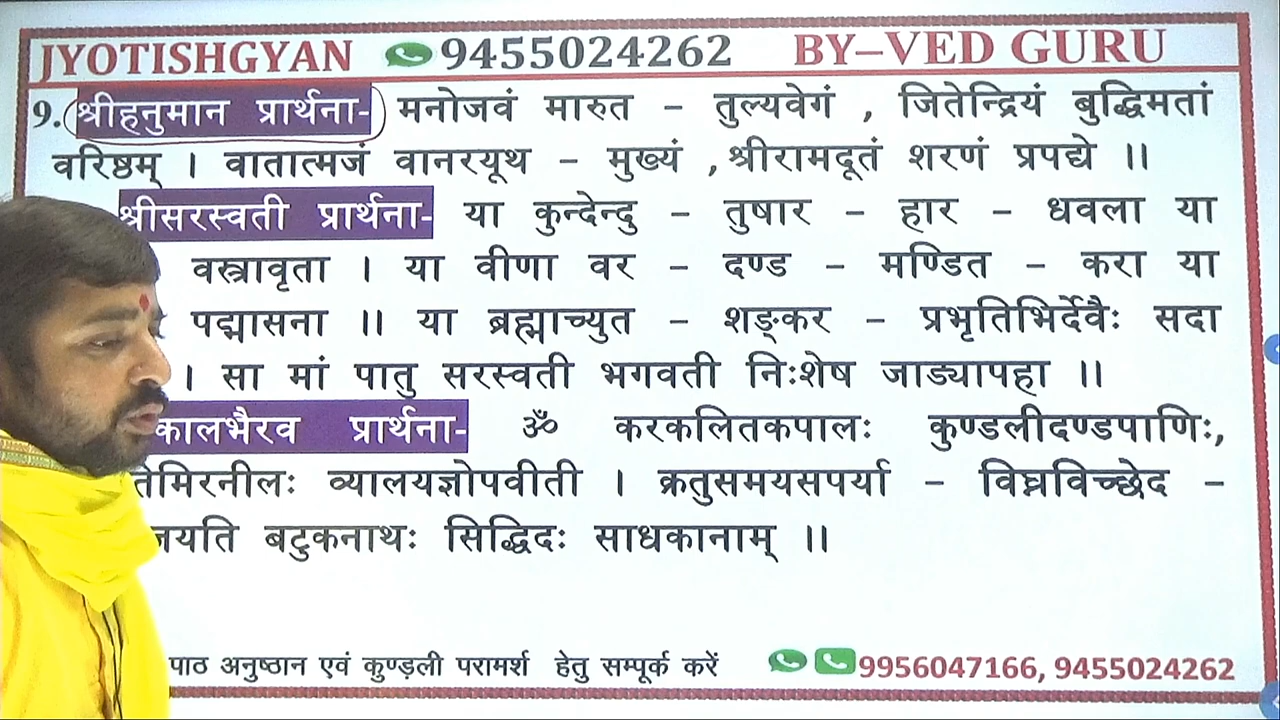 JYOTISHGYAN 9455024262 BY–VED GURU
9. श्रीहनुमान प्रार्थना- मनोजवं मारुत – तुल्यवेगं , जितेन्द्रियं बुद्धिमतां
वरिष्ठम् । वातात्मजं वानरयूथ – मुख्यं ,श्रीरामदूतं शरणं प्रपद्ये ।।
श्रीसरस्वती प्रार्थना- या कुन्देन्दु – तुषार – हार – धवला या
वस्त्रावृता । या वीणा वर – दण्ड – मण्डित – करा या
पद्मासना ।। या ब्रह्माच्युत – शङ्कर – प्रभृतिभिर्देवैः सदा
। सा मां पातु सरस्वती भगवती निःशेष जाड्यापहा ।।
कालभैरव प्रार्थना- ॐ करकलितकपालः कुण्डलीदण्डपाणिः,
व्यालयज्ञोपवीती । क्रतुसमयसपर्या – विघ्नविच्छेद –
जयति बटुकनाथः सिद्धिदः साधकानाम् ।।
पाठ अनुष्ठान एवं कुण्ड़ली परामर्श हेतु सम्पूर्क करें 9956047166, 9455024262